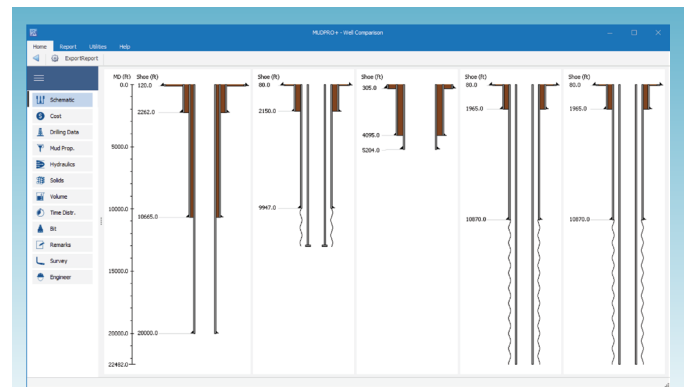 MUDPRO+ - Well Comparison
Home Report Utilities Help
ExportReport
Schematic
Cost
Drilling Data
Mud Prop.
Hydraulics
Solids
Volume
Time Distr.
Bit
Remarks
Survey
Engineer
MD (ft) Shoe (ft)
0.0 120.0
2262.0
5000.0
10000.0
10665.0
15000.0
20000.0 20000.0
22482.0
Shoe (ft)
80.0
2150.0
9947.0
Shoe (ft)
305.0
4095.0
5204.0
Shoe (ft)
80.0
1965.0
10870.0
Shoe (ft)
80.0
1965.0
10870.0